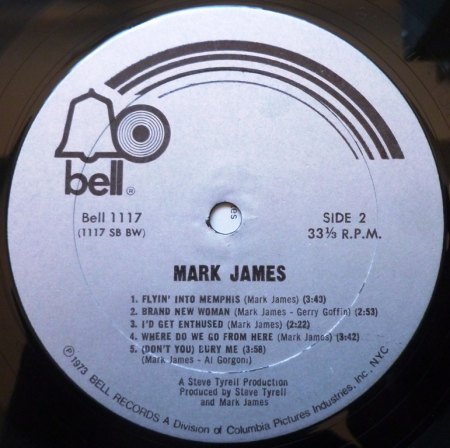 bell®
Bell 1117
(1117 SB BW)
SIDE 2
33⅓ R.P.M.
MARK JAMES
1. FLYIN' INTO MEMPHIS (Mark James) (3:43)
2. BRAND NEW WOMAN (Mark James - Gerry Goffin) (2:53)
3. I'D GET ENTHUSED (Mark James) (2:22)
4. WHERE DO WE GO FROM HERE (Mark James) (3:42)
5. (DON'T YOU) BURY ME (3:58)
(Mark James - Al Gorgoni)
A Steve Tyrell Production
Produced by Steve Tyrell
and Mark James
℗ 1973 BELL RECORDS A Division of Columbia Pictures Industries, Inc., NYC